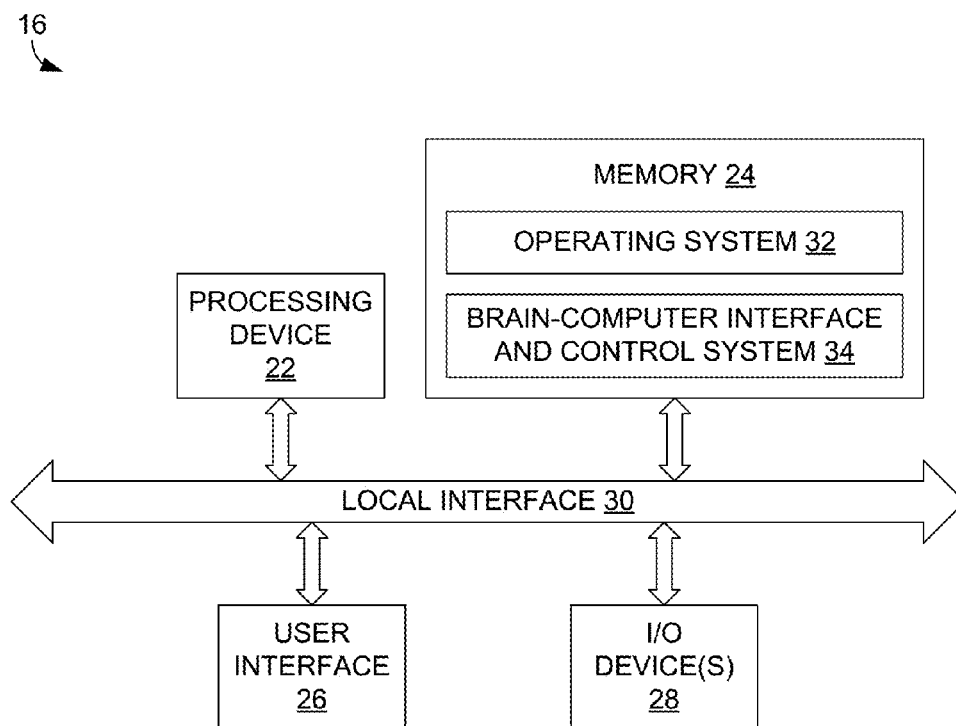 16
MEMORY 24
OPERATING SYSTEM 32
PROCESSING
DEVICE
22
BRAIN-COMPUTER INTERFACE
AND CONTROL SYSTEM 34
LOCAL INTERFACE 30
USER
INTERFACE
26
I/O
DEVICE(S)
28